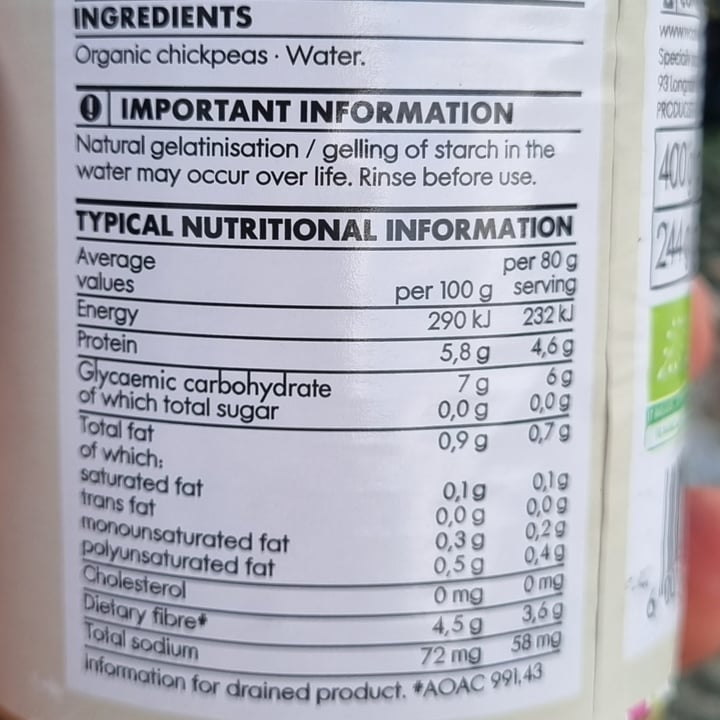 INGREDIENTS
Organic chickpeas · Water.
IMPORTANT INFORMATION
Natural gelatinisation / gelling of starch in the
water may occur over life. Rinse before use.
TYPICAL NUTRITIONAL INFORMATION
Average values per 100 g per 80 g serving
Energy 290 kJ 232 kJ
Protein 5,8 g 4,6 g
Glycaemic carbohydrate 7 g 6 g
of which total sugar 0,0 g 0,0 g
Total fat 0,9 g 0,7 g
of which:
saturated fat 0,1 g 0,1 g
trans fat 0,0 g 0,0 g
monounsaturated fat 0,3 g 0,2 g
polyunsaturated fat 0,5 g 0,4 g
Cholesterol 0 mg 0 mg
Dietary fibre# 4,5 g 3,6 g
Total sodium 72 mg 58 mg
Information for drained product. #AOAC 991,43
400
244